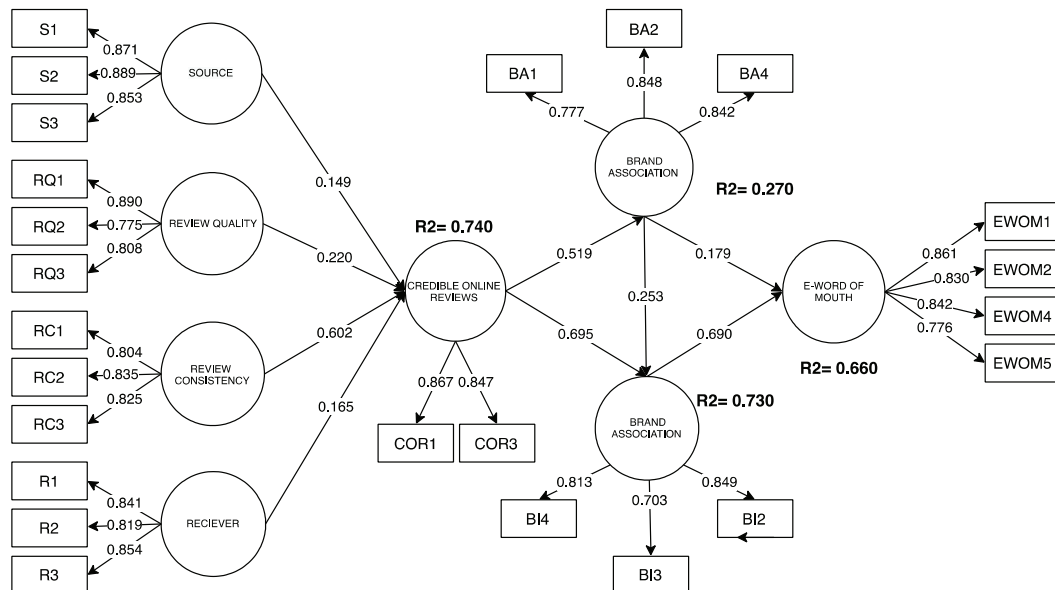 S1
0.871
S2
0.889
S3
0.853
SOURCE
RQ1
0.890
RQ2
0.775
RQ3
0.808
REVIEW QUALITY
RC1
0.804
RC2
0.835
RC3
0.825
REVIEW
CONSISTENCY
R1
0.841
R2
0.819
R3
0.854
RECIEVER
0.149
0.220
0.602
0.165
R2= 0.740
CREDIBLE ONLINE
REVIEWS
0.867
0.847
COR1
COR3
0.519
0.695
BA1
BA2
BA4
0.777
0.848
0.842
BRAND
ASSOCIATION
R2= 0.270
0.253
0.179
0.690
BRAND
ASSOCIATION
R2= 0.730
0.813
0.703
0.849
BI4
BI3
BI2
E-WORD OF
MOUTH
R2= 0.660
0.861
0.830
0.842
0.776
EWOM1
EWOM2
EWOM4
EWOM5